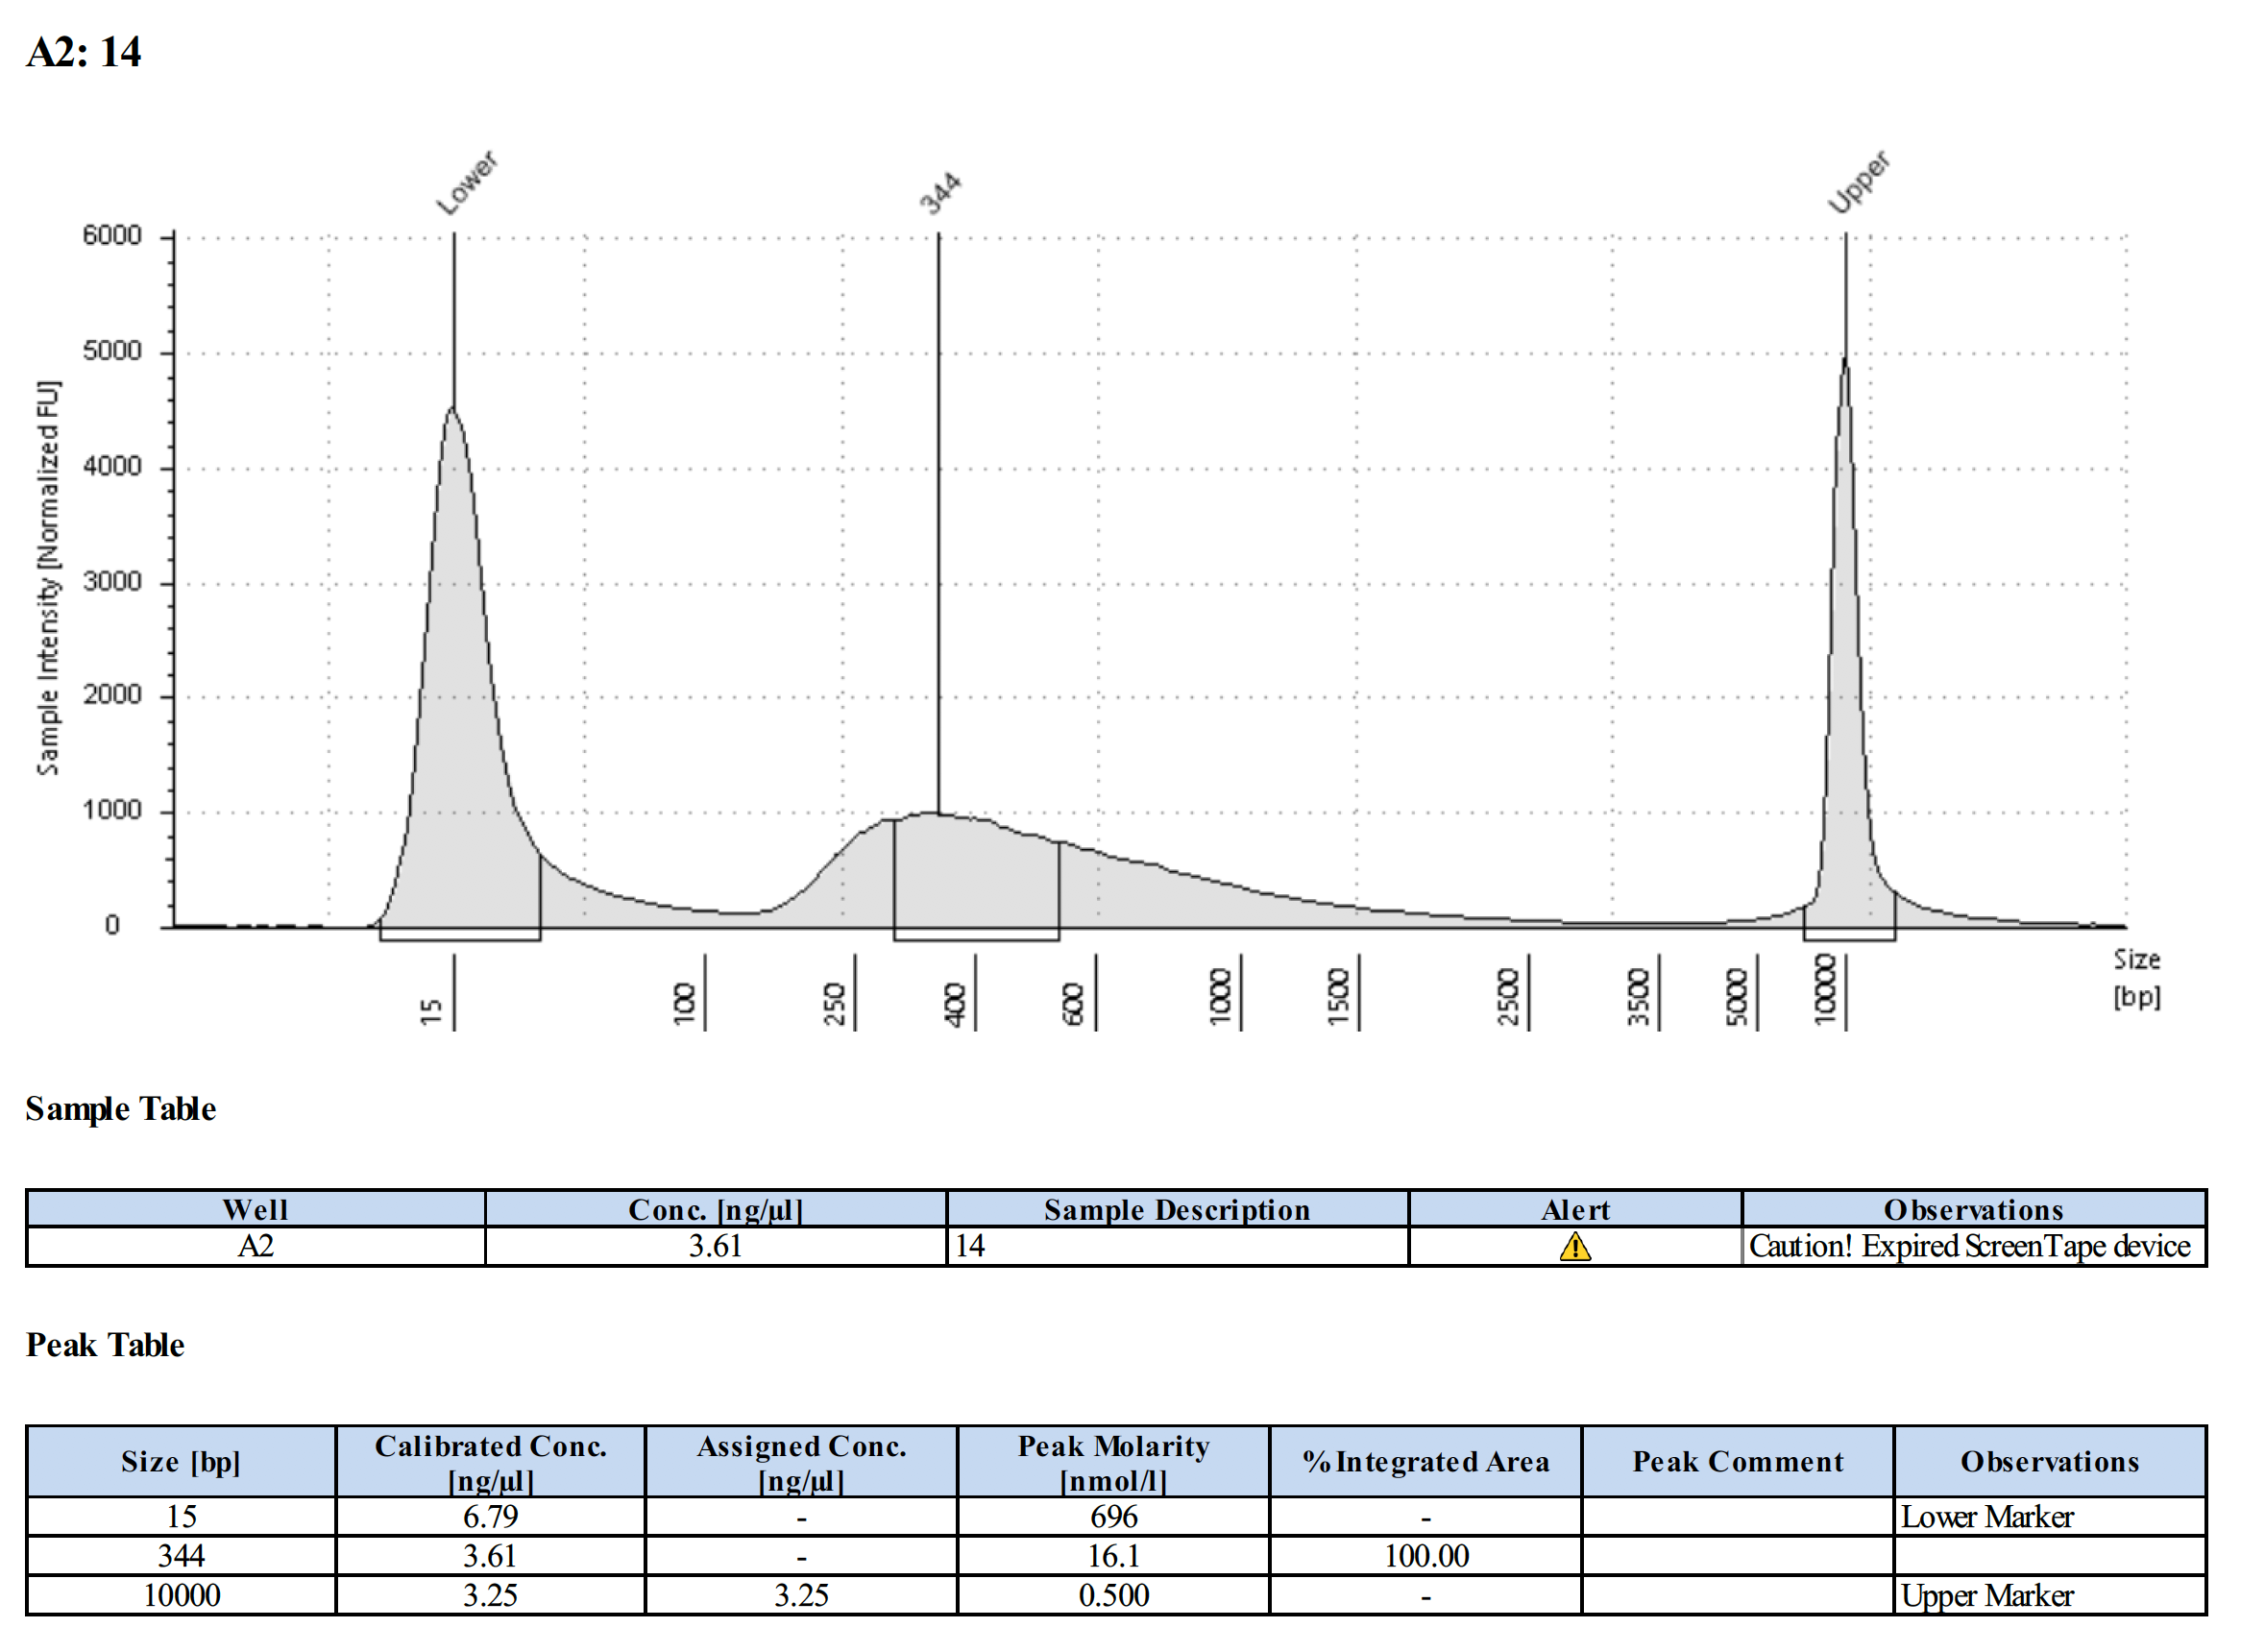 A2: 14
Lower
344
Upper
Sample Intensity [Normalized FU]
6000
5000
4000
3000
2000
1000
0
15
100
250
400
600
1000
1500
2500
3500
5000
10000
Size
[bp]
Sample Table
Well Conc. [ng/µl] Sample Description Alert Observations
A2 3.61 14 Caution! Expired ScreenTape device
Peak Table
Size [bp] Calibrated Conc. [ng/µl] Assigned Conc. [ng/µl] Peak Molarity [nmol/l] % Integrated Area Peak Comment Observations
15 6.79 - 696 - Lower Marker
344 3.61 - 16.1 100.00
10000 3.25 3.25 0.500 - Upper Marker